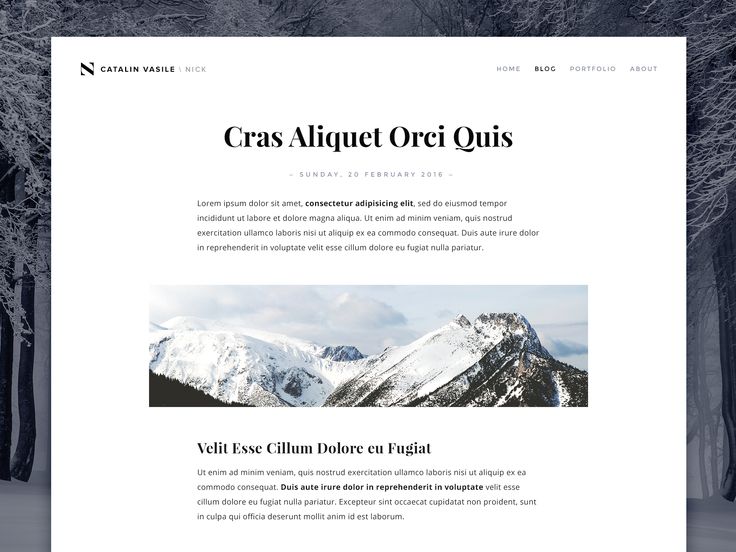 CATALIN VASILE \ NICK
HOME BLOG PORTFOLIO ABOUT
Cras Aliquet Orci Quis
– SUNDAY, 20 FEBRUARY 2016 –
Lorem ipsum dolor sit amet, consectetur adipisicing elit, sed do eiusmod tempor
incididunt ut labore et dolore magna aliqua. Ut enim ad minim veniam, quis nostrud
exercitation ullamco laboris nisi ut aliquip ex ea commodo consequat. Duis aute irure dolor
in reprehenderit in voluptate velit esse cillum dolore eu fugiat nulla pariatur.
Velit Esse Cillum Dolore eu Fugiat
Ut enim ad minim veniam, quis nostrud exercitation ullamco laboris nisi ut aliquip ex ea
commodo consequat. Duis aute irure dolor in reprehenderit in voluptate velit esse
cillum dolore eu fugiat nulla pariatur. Excepteur sint occaecat cupidatat non proident, sunt
in culpa qui officia deserunt mollit anim id est laborum.